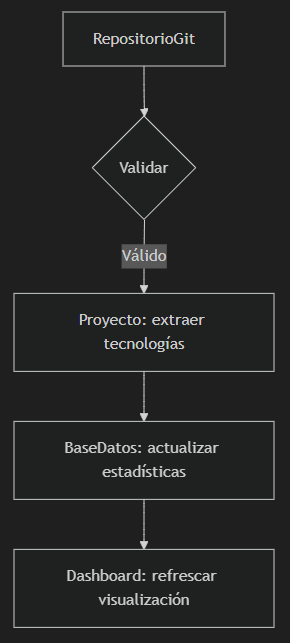 RepositorioGit
Validar
Válido
Proyecto: extraer
tecnologías
BaseDatos: actualizar
estadísticas
Dashboard: refrescar
visualización